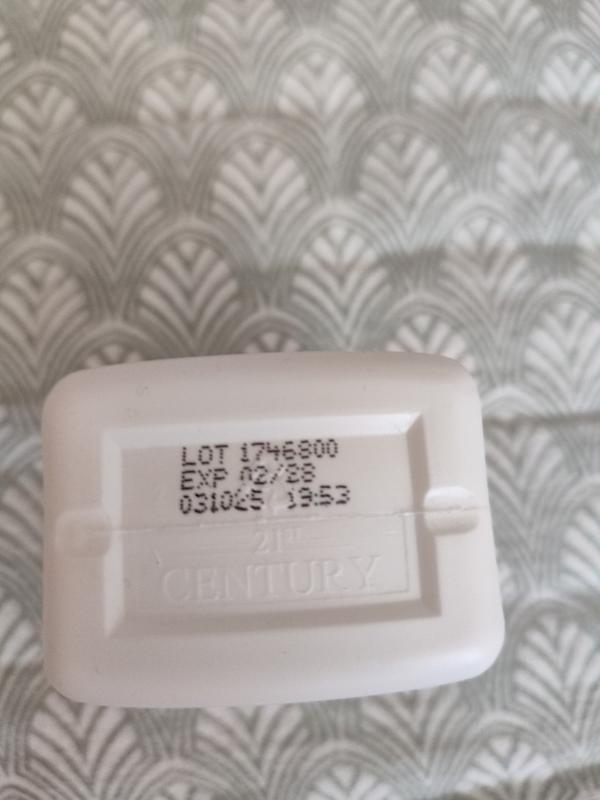 LOT 1746800
EXP 02/28
031025 19:53
21ST
CENTURY